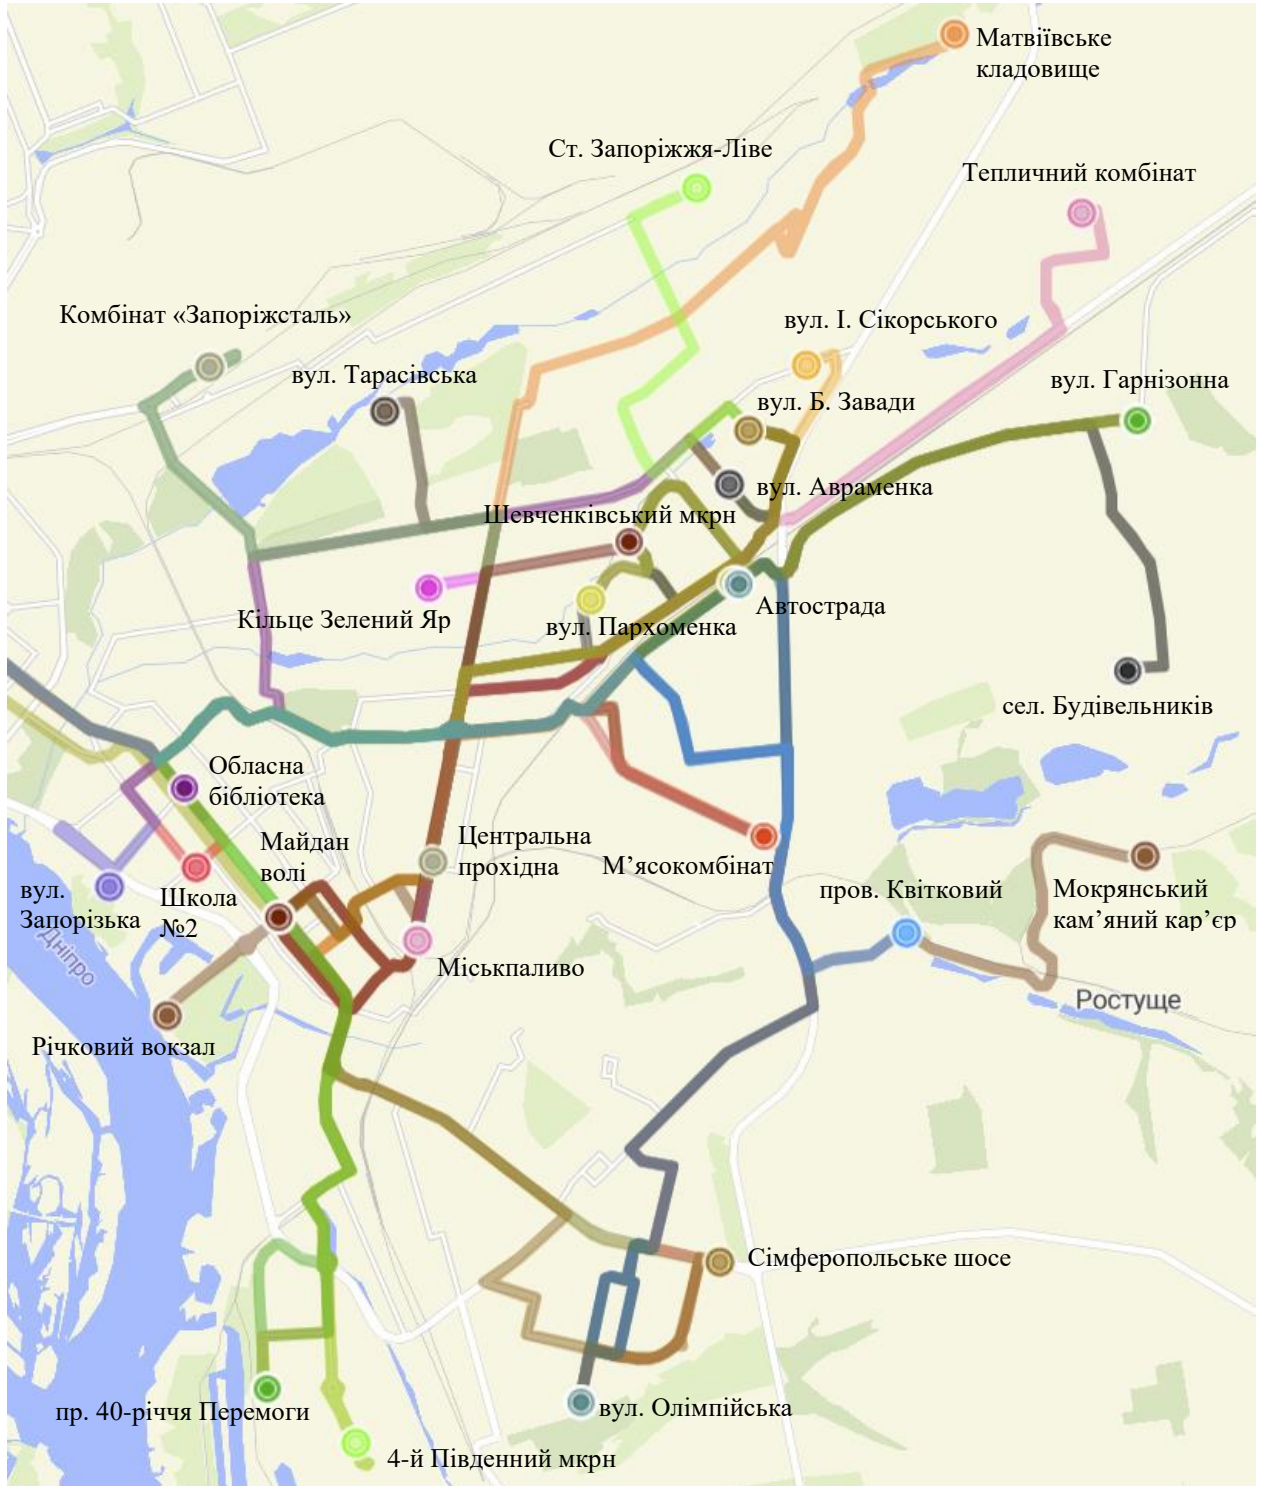 Матвіївське
кладовище
Ст. Запоріжжя-Ліве
Тепличний комбінат
Комбінат «Запоріжсталь»
вул. І. Сікорського
вул. Тарасівська
вул. Гарнізонна
вул. Б. Завади
вул. Авраменка
Шевченківський мкрн
Кільце Зелений Яр
вул. Пархоменка
Автострада
сел. Будівельників
Обласна
бібліотека
Майдан
волі
Центральна
прохідна
М’ясокомбінат
пров. Квітковий
Мокрянський
кам’яний кар’єр
вул.
Запорізька
Школа
№2
Дніпро
Міськпаливо
Ростуще
Річковий вокзал
Сімферопольське шосе
пр. 40-річчя Перемоги
вул. Олімпійська
4-й Південний мкрн